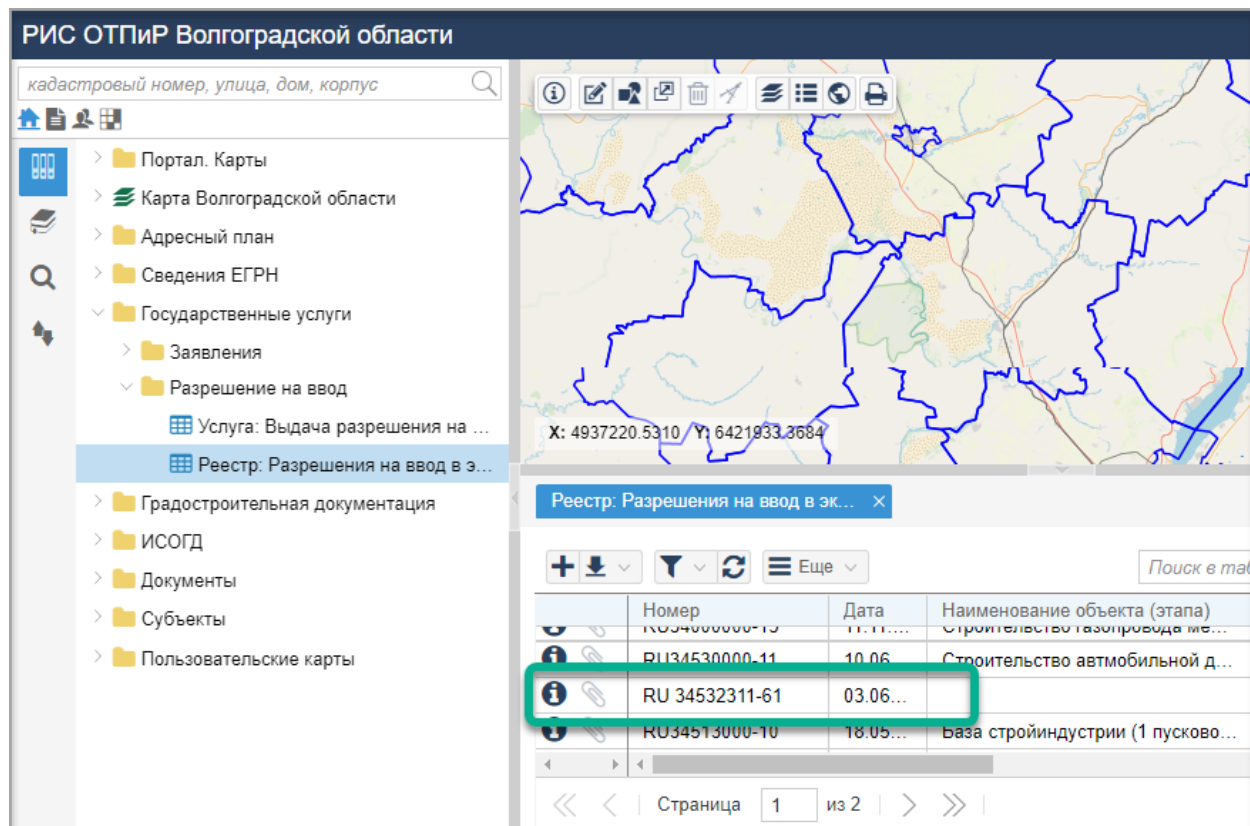 РИС ОТПиР Волгоградской области
кадастровый номер, улица, дом, корпус
Портал. Карты
Карта Волгоградской области
Адресный план
Сведения ЕГРН
Государственные услуги
Заявления
Разрешение на ввод
Услуга: Выдача разрешения на ...
Реестр: Разрешения на ввод в э...
Градостроительная документация
ИСОГД
Документы
Субъекты
Пользовательские карты
X: 4937220.5310 Y: 6421933.3684
Реестр: Разрешения на ввод в эк... ×
Еще
Поиск в таб
Номер Дата Наименование объекта (этапа)
RU34530000-11 10.06... Строительство автмобильной д...
RU 34532311-61 03.06...
RU34513000-10 18.05... База стройиндустрии (1 пусково...
Страница 1 из 2